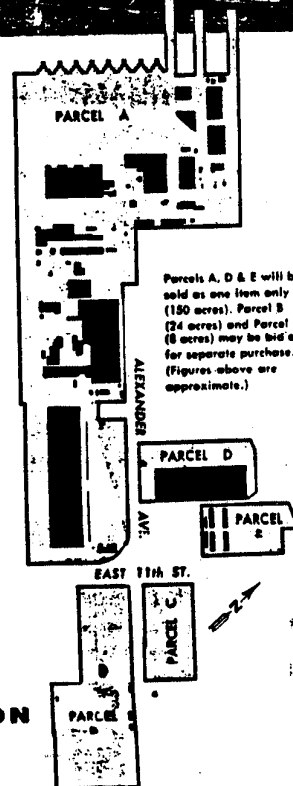 PARCEL A
Parcels A, D & E will b
sold as one item only
(150 acres). Parcel B
(24 acres) and Parcel
(8 acres) may be bid o
for separate purchase.
(Figures above are
approximate.)
ALEXANDER AVE.
PARCEL D
PARCEL
EAST 11th ST.
PARCEL C
N
PARCEL
ON